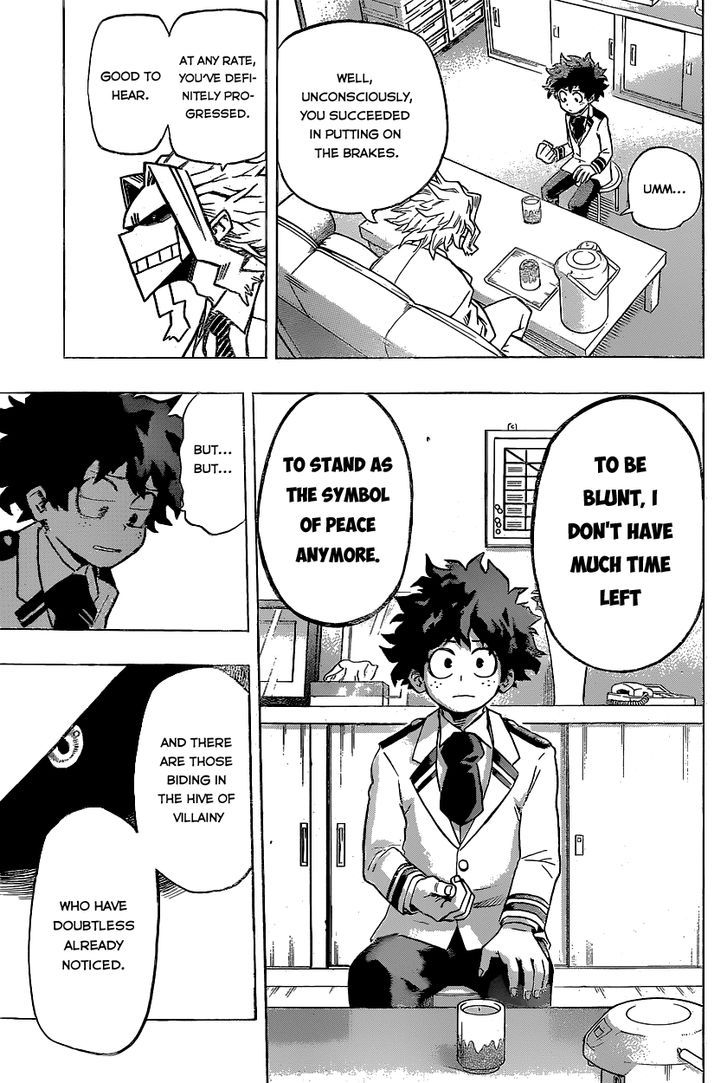 UMM...
WELL,
UNCONSCIOUSLY,
YOU SUCCEEDED
IN PUTTING ON
THE BRAKES.
AT ANY RATE,
YOU'VE DEFI-
NITELY PRO-
GRESSED.
GOOD TO
HEAR.
TO BE
BLUNT, I
DON'T HAVE
MUCH TIME
LEFT
TO STAND AS
THE SYMBOL
OF PEACE
ANYMORE.
BUT...
BUT...
AND THERE
ARE THOSE
BIDING IN
THE HIVE OF
VILLAINY
WHO HAVE
DOUBTLESS
ALREADY
NOTICED.